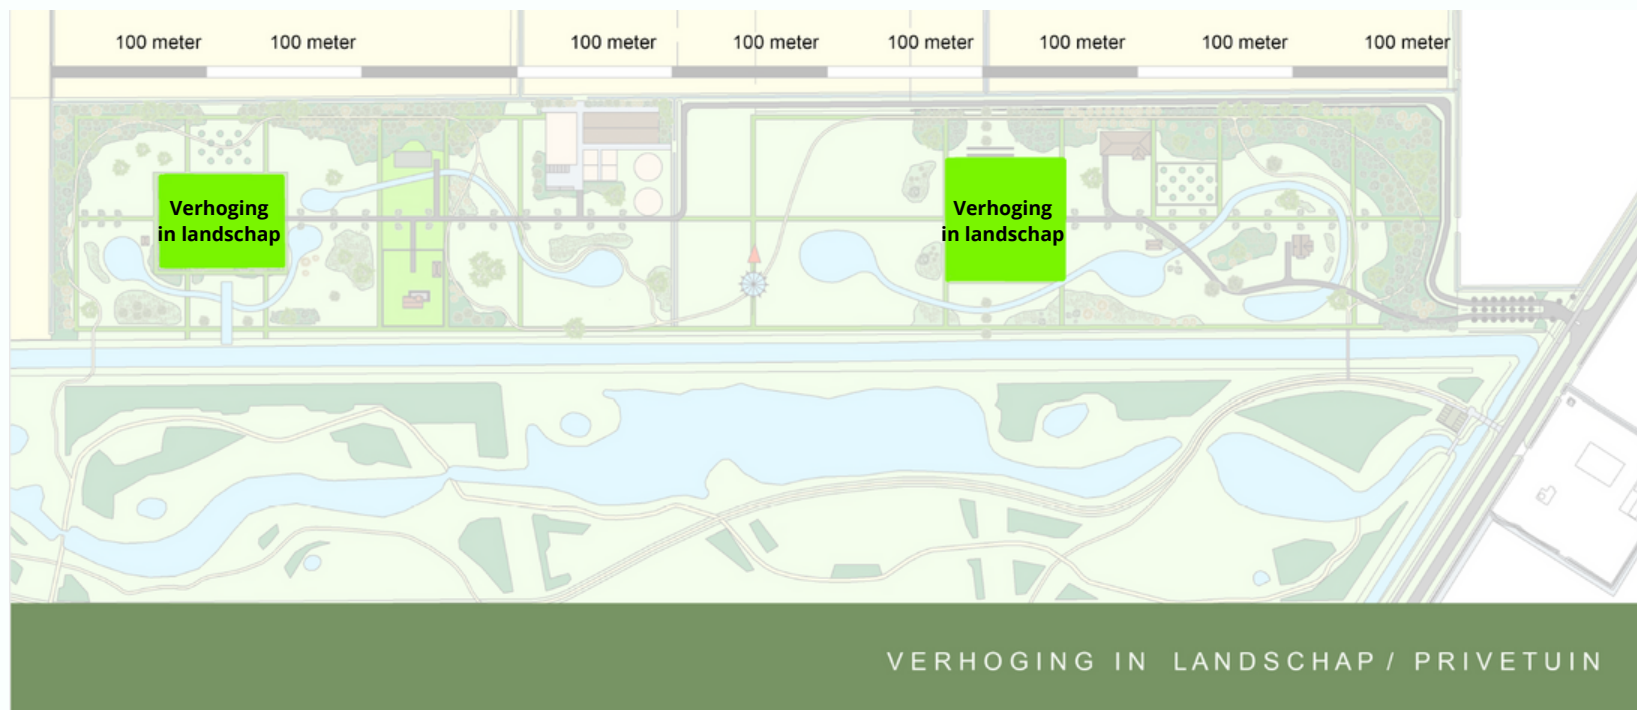 100 meter 100 meter 100 meter 100 meter 100 meter 100 meter 100 meter 100 meter
Verhoging
in landschap
Verhoging
in landschap
VERHOGING IN LANDSCHAP / PRIVETUIN